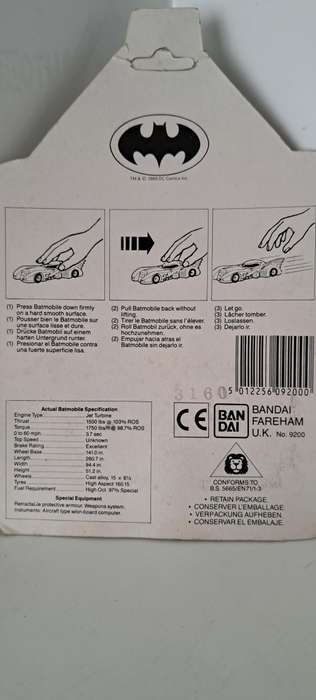 TM & © 1989 DC Comics Inc.
(1) Press Batmobile down firmly
on a hard smooth surface.
(1) Pousser bien le Batmobile sur
une surface lisse et dure.
(1) Drücke Batmobil auf einem
harten Untergrund runter
(1) Presionar el Batmobile contra
una fuerte superficie lisa.
(2) Pull Batmobile back without
lifting.
(2) Tirer le Batmobile sans l'élever.
(2) Roll Batmobil zurück, ohne es
hochzunehmen.
(2) Empujar hacia atras el
Batmobile sin dejarlo ir.
(3) Let go.
(3) Lâcher tomber.
(3) Loslassen.
(3) Dejarlo ir.
5 012256 092000
3160
Actual Batmobile Specification
Engine Type: Jet Turbine
Thrust 1500 lbs @ 103% ROS
Torque 1750 lbs/ft @ 98.7% ROS
0 to 60 mph 3.7 sec
Top Speed Unknown
Brake Rating Excellent
Wheel Base 141.0 in.
Length 260.7 in.
Width 94.4 in.
Height 51.2 in.
Wheels Cast alloy, 15 × 6½
Tyres High Aspect
Fuel Requirement High Oct. 97% Special
Special Equipment
Retractable protective armour. Weapons system.
Instruments: Aircraft type w/on-board computer.
CE
BAN
DAI
BANDAI
FAREHAM
U.K. No. 9200
CONFORMS TO
B.S. 5665/EN71/1-3
• RETAIN PACKAGE.
• CONSERVER L'EMBALLAGE.
• VERPACKUNG AUFHEBEN.
• CONSERVAR EL EMBALAJE.